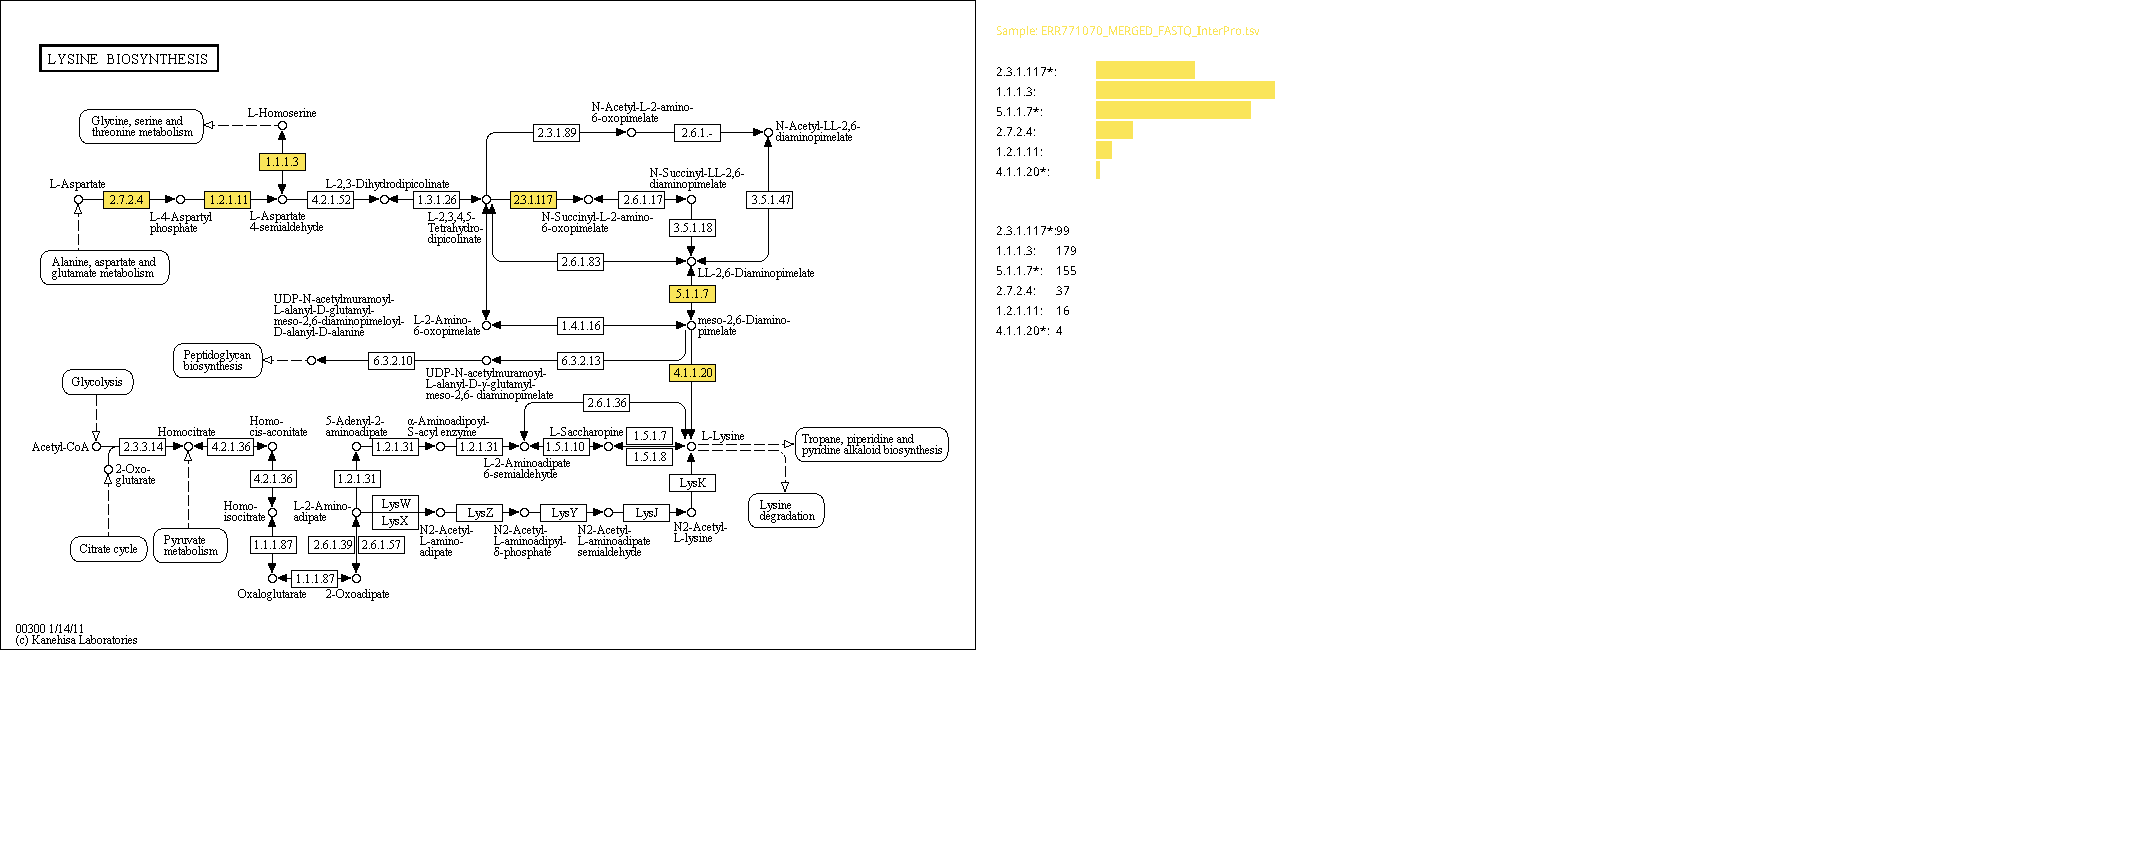 LYSINE BIOSYNTHESIS
Glycine, serine and
threonine metabolism
L-Homoserine
1.1.1.3
N-Acetyl-L-2-amino-
6-oxopimelate
2.3.1.89
2.6.1.-
N-Acetyl-LL-2,6-
diaminopimelate
L-Aspartate
2.7.2.4
L-4-Aspartyl
phosphate
1.2.1.11
L-Aspartate
4-semialdehyde
L-2,3-Dihydrodipicolinate
4.2.1.52
1.3.1.26
L-2,3,4,5-
Tetrahydro-
dipicolinate
2.3.1.117
N-Succinyl-L-2-amino-
6-oxopimelate
2.6.1.17
N-Succinyl-LL-2,6-
diaminopimelate
3.5.1.47
3.5.1.18
Alanine, aspartate and
glutamate metabolism
2.6.1.83
LL-2,6-Diaminopimelate
5.1.1.7
UDP-N-acetylmuramoyl-
L-alanyl-D-glutamyl-
meso-2,6-diaminopimeloyl-
D-alanyl-D-alanine
L-2-Amino-
6-oxopimelate
1.4.1.16
meso-2,6-Diamino-
pimelate
Peptidoglycan
biosynthesis
6.3.2.10
6.3.2.13
UDP-N-acetylmuramoyl-
L-alanyl-D-γ-glutamyl-
meso-2,6- diaminopimelate
4.1.1.20
Glycolysis
2.6.1.36
Acetyl-CoA
2.3.3.14
Homocitrate
4.2.1.36
Homo-
cis-aconitate
5-Adenyl-2-
aminoadipate
1.2.1.31
α-Aminoadipoyl-
S-acyl enzyme
1.2.1.31
L-2-Aminoadipate
6-semialdehyde
1.5.1.10
L-Saccharopine
1.5.1.7
1.5.1.8
L-Lysine
Tropane, piperidine and
pyridine alkaloid biosynthesis
2-Oxo-
glutarate
4.2.1.36
1.2.1.31
LysK
Lysine
degradation
Homo-
isocitrate
L-2-Amino-
adipate
LysW
LysX
N2-Acetyl-
L-amino-
adipate
LysZ
N2-Acetyl-
L-aminoadipyl-
δ-phosphate
LysY
N2-Acetyl-
L-aminoadipate
semialdehyde
LysJ
N2-Acetyl-
L-lysine
Citrate cycle
Pyruvate
metabolism
1.1.1.87
2.6.1.39
2.6.1.57
1.1.1.87
Oxaloglutarate
2-Oxoadipate
00300 1/14/11
(c) Kanehisa Laboratories
Sample: ERR771070_MERGED_FASTQ_InterPro.tsv
2.3.1.117*:
1.1.1.3:
5.1.1.7*:
2.7.2.4:
1.2.1.11:
4.1.1.20*:
2.3.1.117*:99
1.1.1.3: 179
5.1.1.7*: 155
2.7.2.4: 37
1.2.1.11: 16
4.1.1.20*: 4